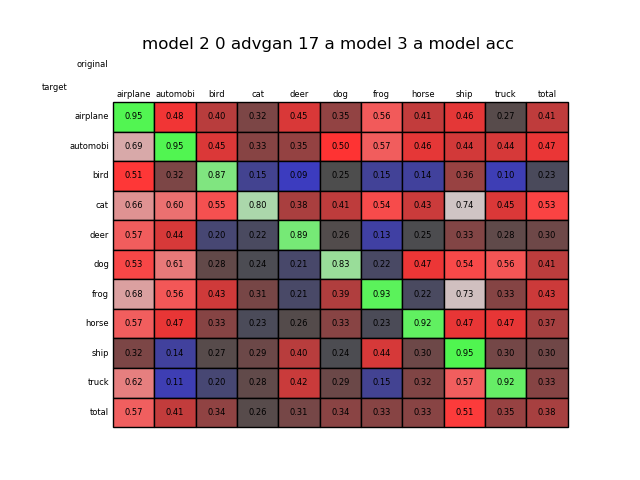 model 2 0 advgan 17 a model 3 a model acc
original
target
airplane automobi bird cat deer dog frog horse ship truck total
airplane 0.95 0.48 0.40 0.32 0.45 0.35 0.56 0.41 0.46 0.27 0.41
automobi 0.69 0.95 0.45 0.33 0.35 0.50 0.57 0.46 0.44 0.44 0.47
bird 0.51 0.32 0.87 0.15 0.09 0.25 0.15 0.14 0.36 0.10 0.23
cat 0.66 0.60 0.55 0.80 0.38 0.41 0.54 0.43 0.74 0.45 0.53
deer 0.57 0.44 0.20 0.22 0.89 0.26 0.13 0.25 0.33 0.28 0.30
dog 0.53 0.61 0.28 0.24 0.21 0.83 0.22 0.47 0.54 0.56 0.41
frog 0.68 0.56 0.43 0.31 0.21 0.39 0.93 0.22 0.73 0.33 0.43
horse 0.57 0.47 0.33 0.23 0.26 0.33 0.23 0.92 0.47 0.47 0.37
ship 0.32 0.14 0.27 0.29 0.40 0.24 0.44 0.30 0.95 0.30 0.30
truck 0.62 0.11 0.20 0.28 0.42 0.29 0.15 0.32 0.57 0.92 0.33
total 0.57 0.41 0.34 0.26 0.31 0.34 0.33 0.33 0.51 0.35 0.38